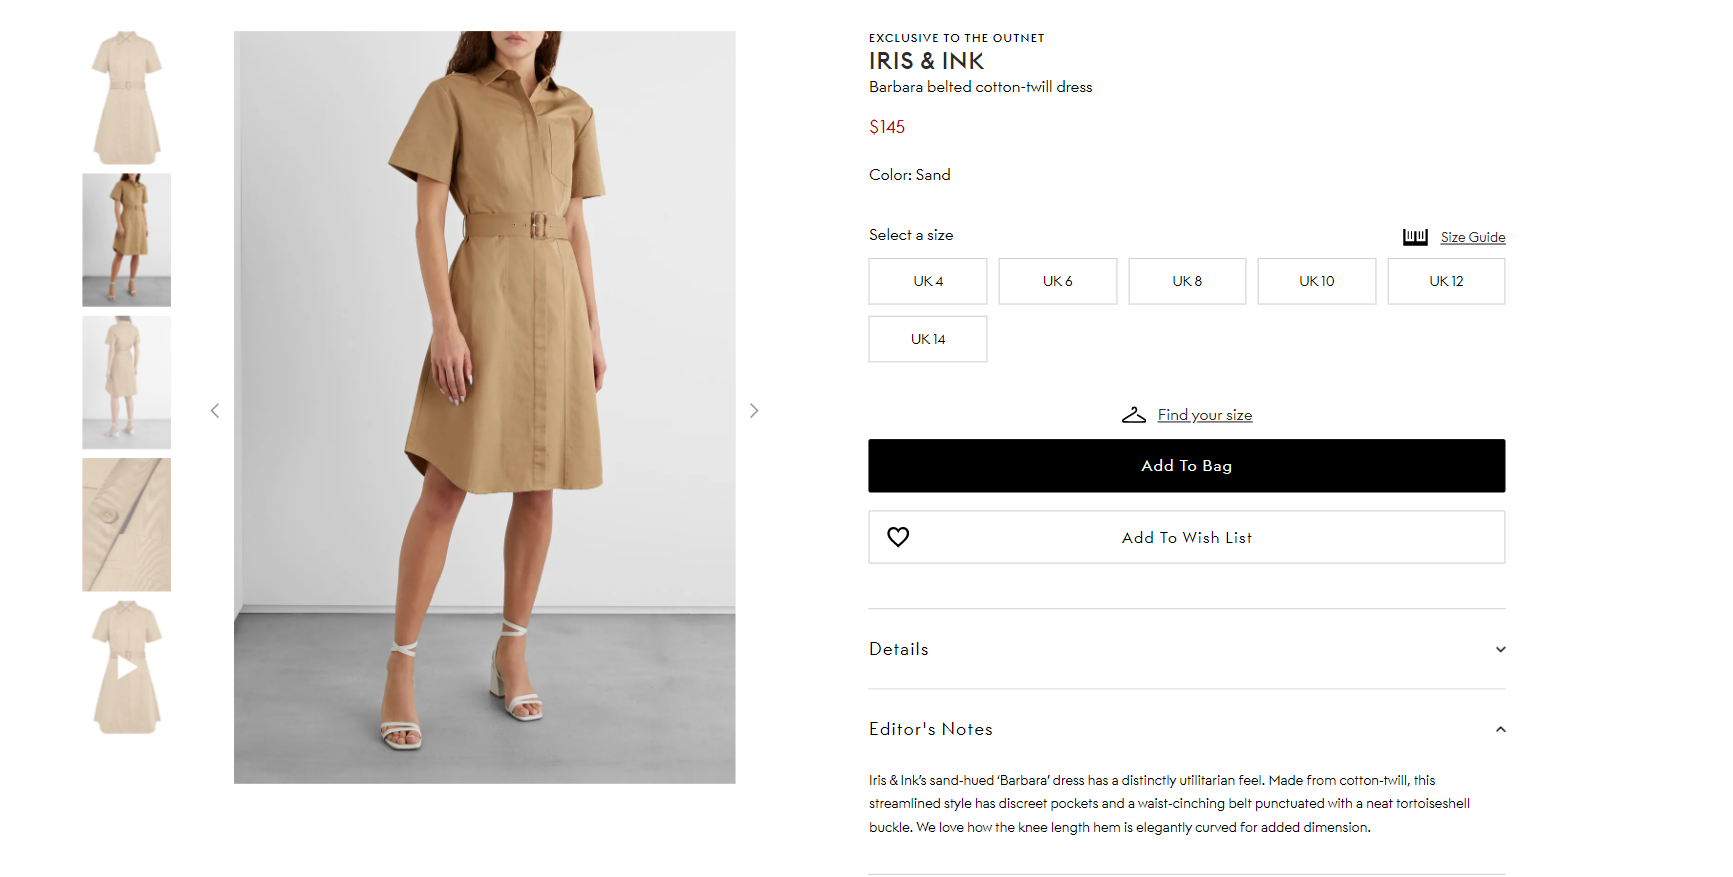 EXCLUSIVE TO THE OUTNET
IRIS & INK
Barbara belted cotton-twill dress
$145
Color: Sand
Select a size
Size Guide
UK 4
UK 6
UK 8
UK 10
UK 12
UK 14
Find your size
Add To Bag
Add To Wish List
Details
Editor's Notes
Iris & Ink’s sand-hued ‘Barbara’ dress has a distinctly utilitarian feel. Made from cotton-twill, this
streamlined style has discreet pockets and a waist-cinching belt punctuated with a neat tortoiseshell
buckle. We love how the knee length hem is elegantly curved for added dimension.